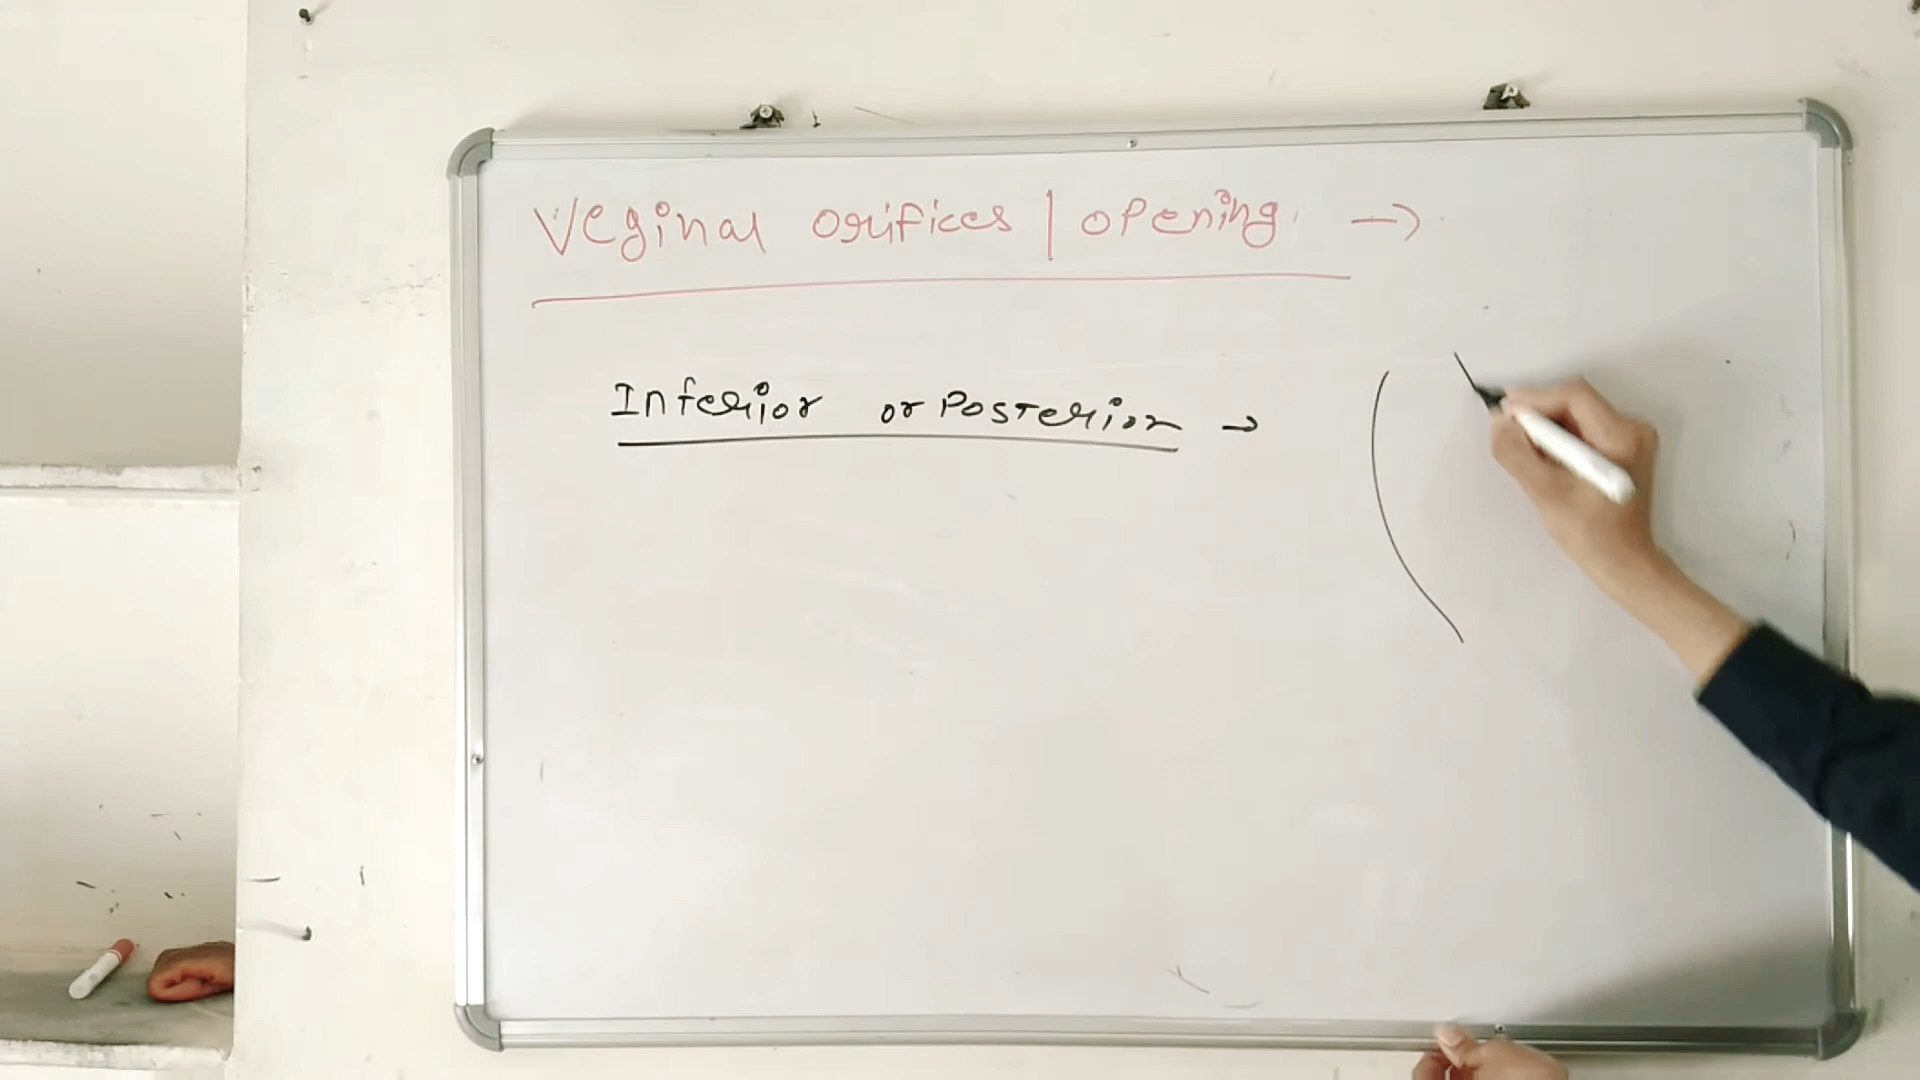 Veginal orifices | opening →
Inferior or Posterior →